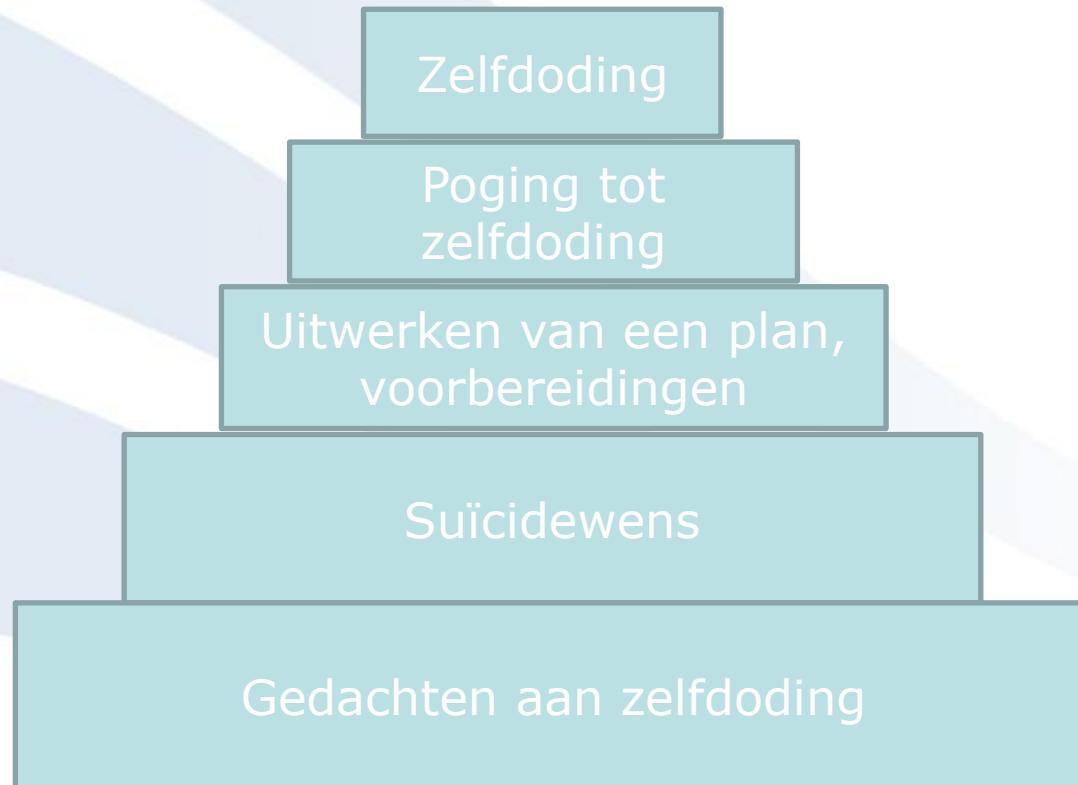 Zelfdoding
Poging tot
zelfdoding
Uitwerken van een plan,
voorbereidingen
Suïcidewens
Gedachten aan zelfdoding